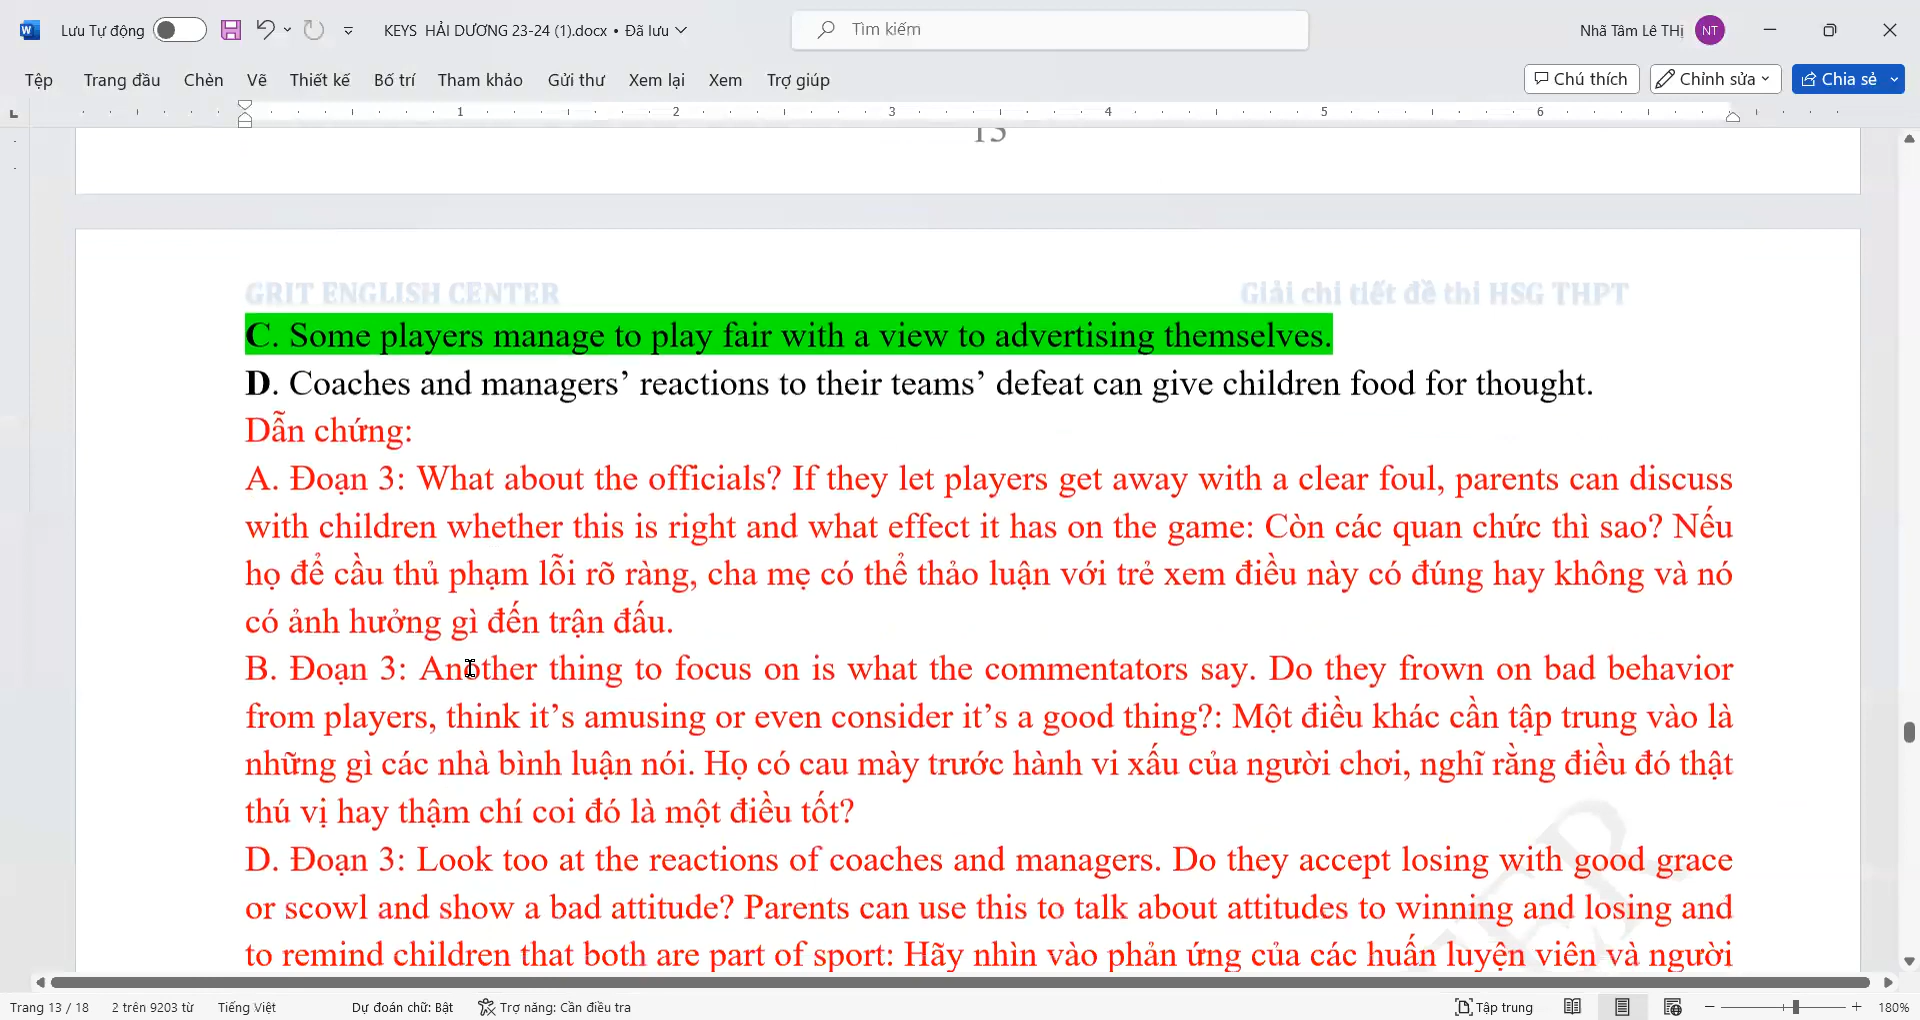 Lưu Tự động
KEYS HẢI DƯƠNG 23-24 (1).docx • Đã lưu
Tìm kiếm
Nhã Tâm Lê THị
NT
Tệp Trang đầu Chèn Vẽ Thiết kế Bố trí Tham khảo Gửi thư Xem lại Xem Trợ giúp
Chú thích
Chỉnh sửa
Chia sẻ
1 2 3 4 5 6
13
GRIT ENGLISH CENTER
Giải chi tiết đề thi HSG THPT
C. Some players manage to play fair with a view to advertising themselves.
D. Coaches and managers’ reactions to their teams’ defeat can give children food for thought.
Dẫn chứng:
A. Đoạn 3: What about the officials? If they let players get away with a clear foul, parents can discuss
with children whether this is right and what effect it has on the game: Còn các quan chức thì sao? Nếu
họ để cầu thủ phạm lỗi rõ ràng, cha mẹ có thể thảo luận với trẻ xem điều này có đúng hay không và nó
có ảnh hưởng gì đến trận đấu.
B. Đoạn 3: Another thing to focus on is what the commentators say. Do they frown on bad behavior
from players, think it’s amusing or even consider it’s a good thing?: Một điều khác cần tập trung vào là
những gì các nhà bình luận nói. Họ có cau mày trước hành vi xấu của người chơi, nghĩ rằng điều đó thật
thú vị hay thậm chí coi đó là một điều tốt?
D. Đoạn 3: Look too at the reactions of coaches and managers. Do they accept losing with good grace
or scowl and show a bad attitude? Parents can use this to talk about attitudes to winning and losing and
to remind children that both are part of sport: Hãy nhìn vào phản ứng của các huấn luyện viên và người
Trang 13 / 18 2 trên 9203 từ Tiếng Việt Dự đoán chữ: Bật Trợ năng: Cần điều tra
Tập trung
180%